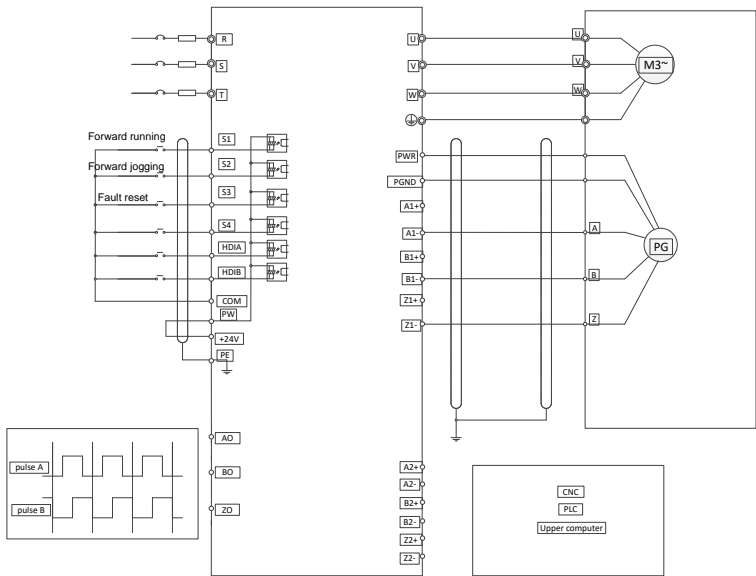 R
S
T
Forward running
S1
Forward jogging
S2
Fault reset
S3
S4
HDIA
HDIB
COM
PW
+24V
PE
pulse A
pulse B
AO
BO
ZO
U
V
W
PWR
PGND
A1+
A1-
B1+
B1-
Z1+
Z1-
A2+
A2-
B2+
B2-
Z2+
Z2-
U
V
W
M3~
A
B
Z
PG
CNC
PLC
Upper computer